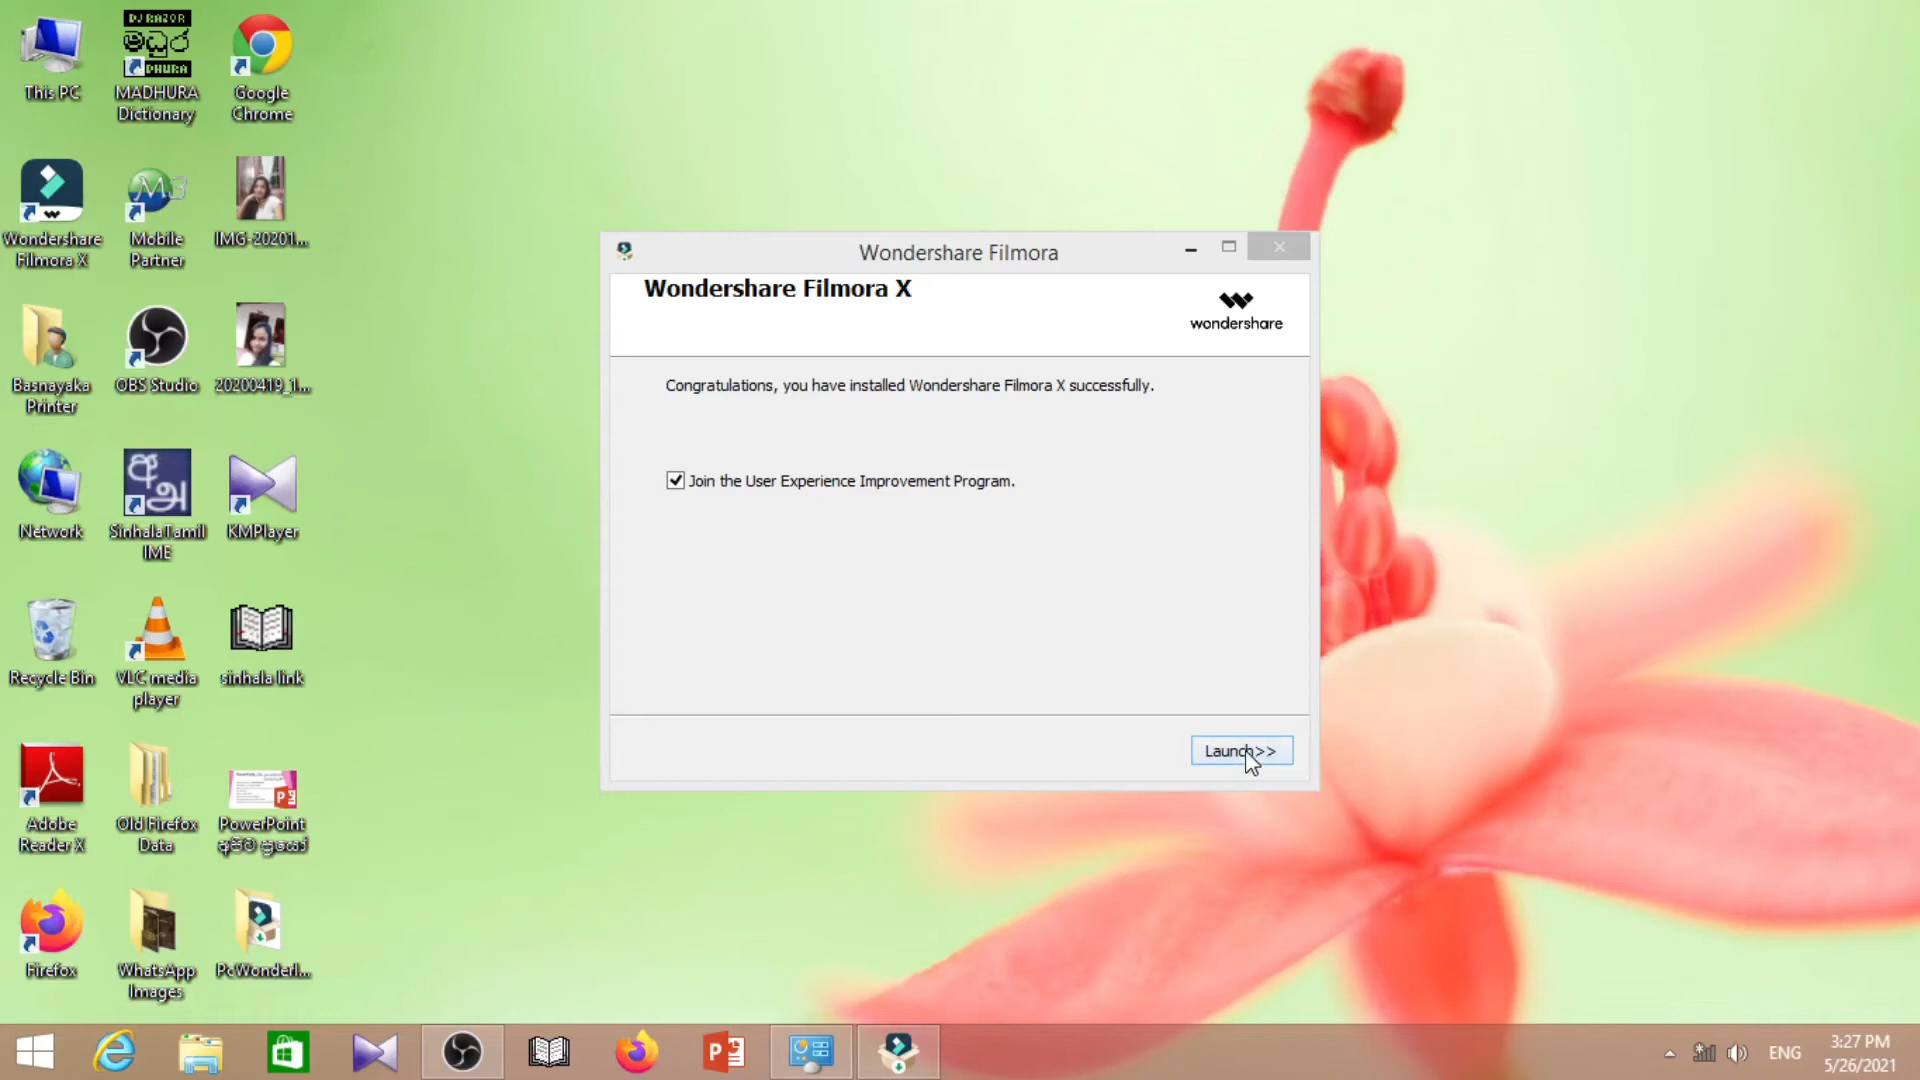 This PC
DJ RAZOR
DHURA
MADHURA
Dictionary
Google
Chrome
Wondershare
Filmora X
Mobile
Partner
IMG-20201...
Basnayaka
Printer
OBS Studio
20200419_1...
Network
SinhalaTamil
IME
KMPlayer
Recycle Bin
VLC media
player
sinhala link
Adobe
Reader X
Old Firefox
Data
PowerPoint
Firefox
WhatsApp
Images
PcWonderl...
Wondershare Filmora
Wondershare Filmora X
wondershare
Congratulations, you have installed Wondershare Filmora X successfully.
Join the User Experience Improvement Program.
Launch>>
ENG
3:27 PM
5/26/2021